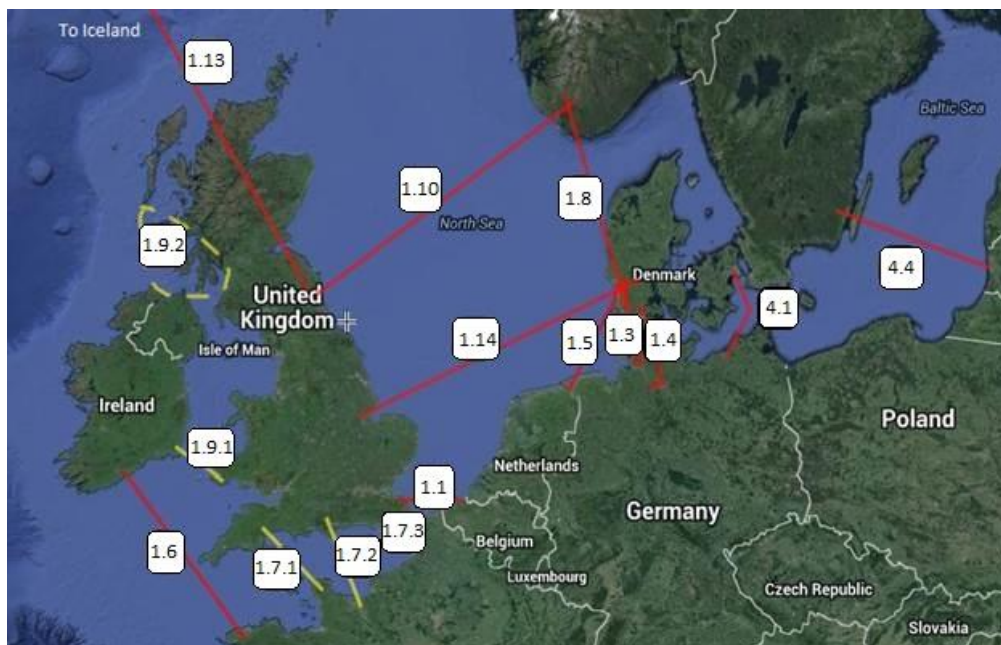 To Iceland
1.13
Baltic Sea
1.10
North Sea
1.8
1.9.2
4.4
Denmark
United
Kingdom
4.1
1.14
1.5
1.3
1.4
Isle of Man
Ireland
Poland
1.9.1
Netherlands
1.1
Germany
1.7.3
Belgium
1.6
1.7.1
1.7.2
Luxembourg
Czech Republic
Slovakia